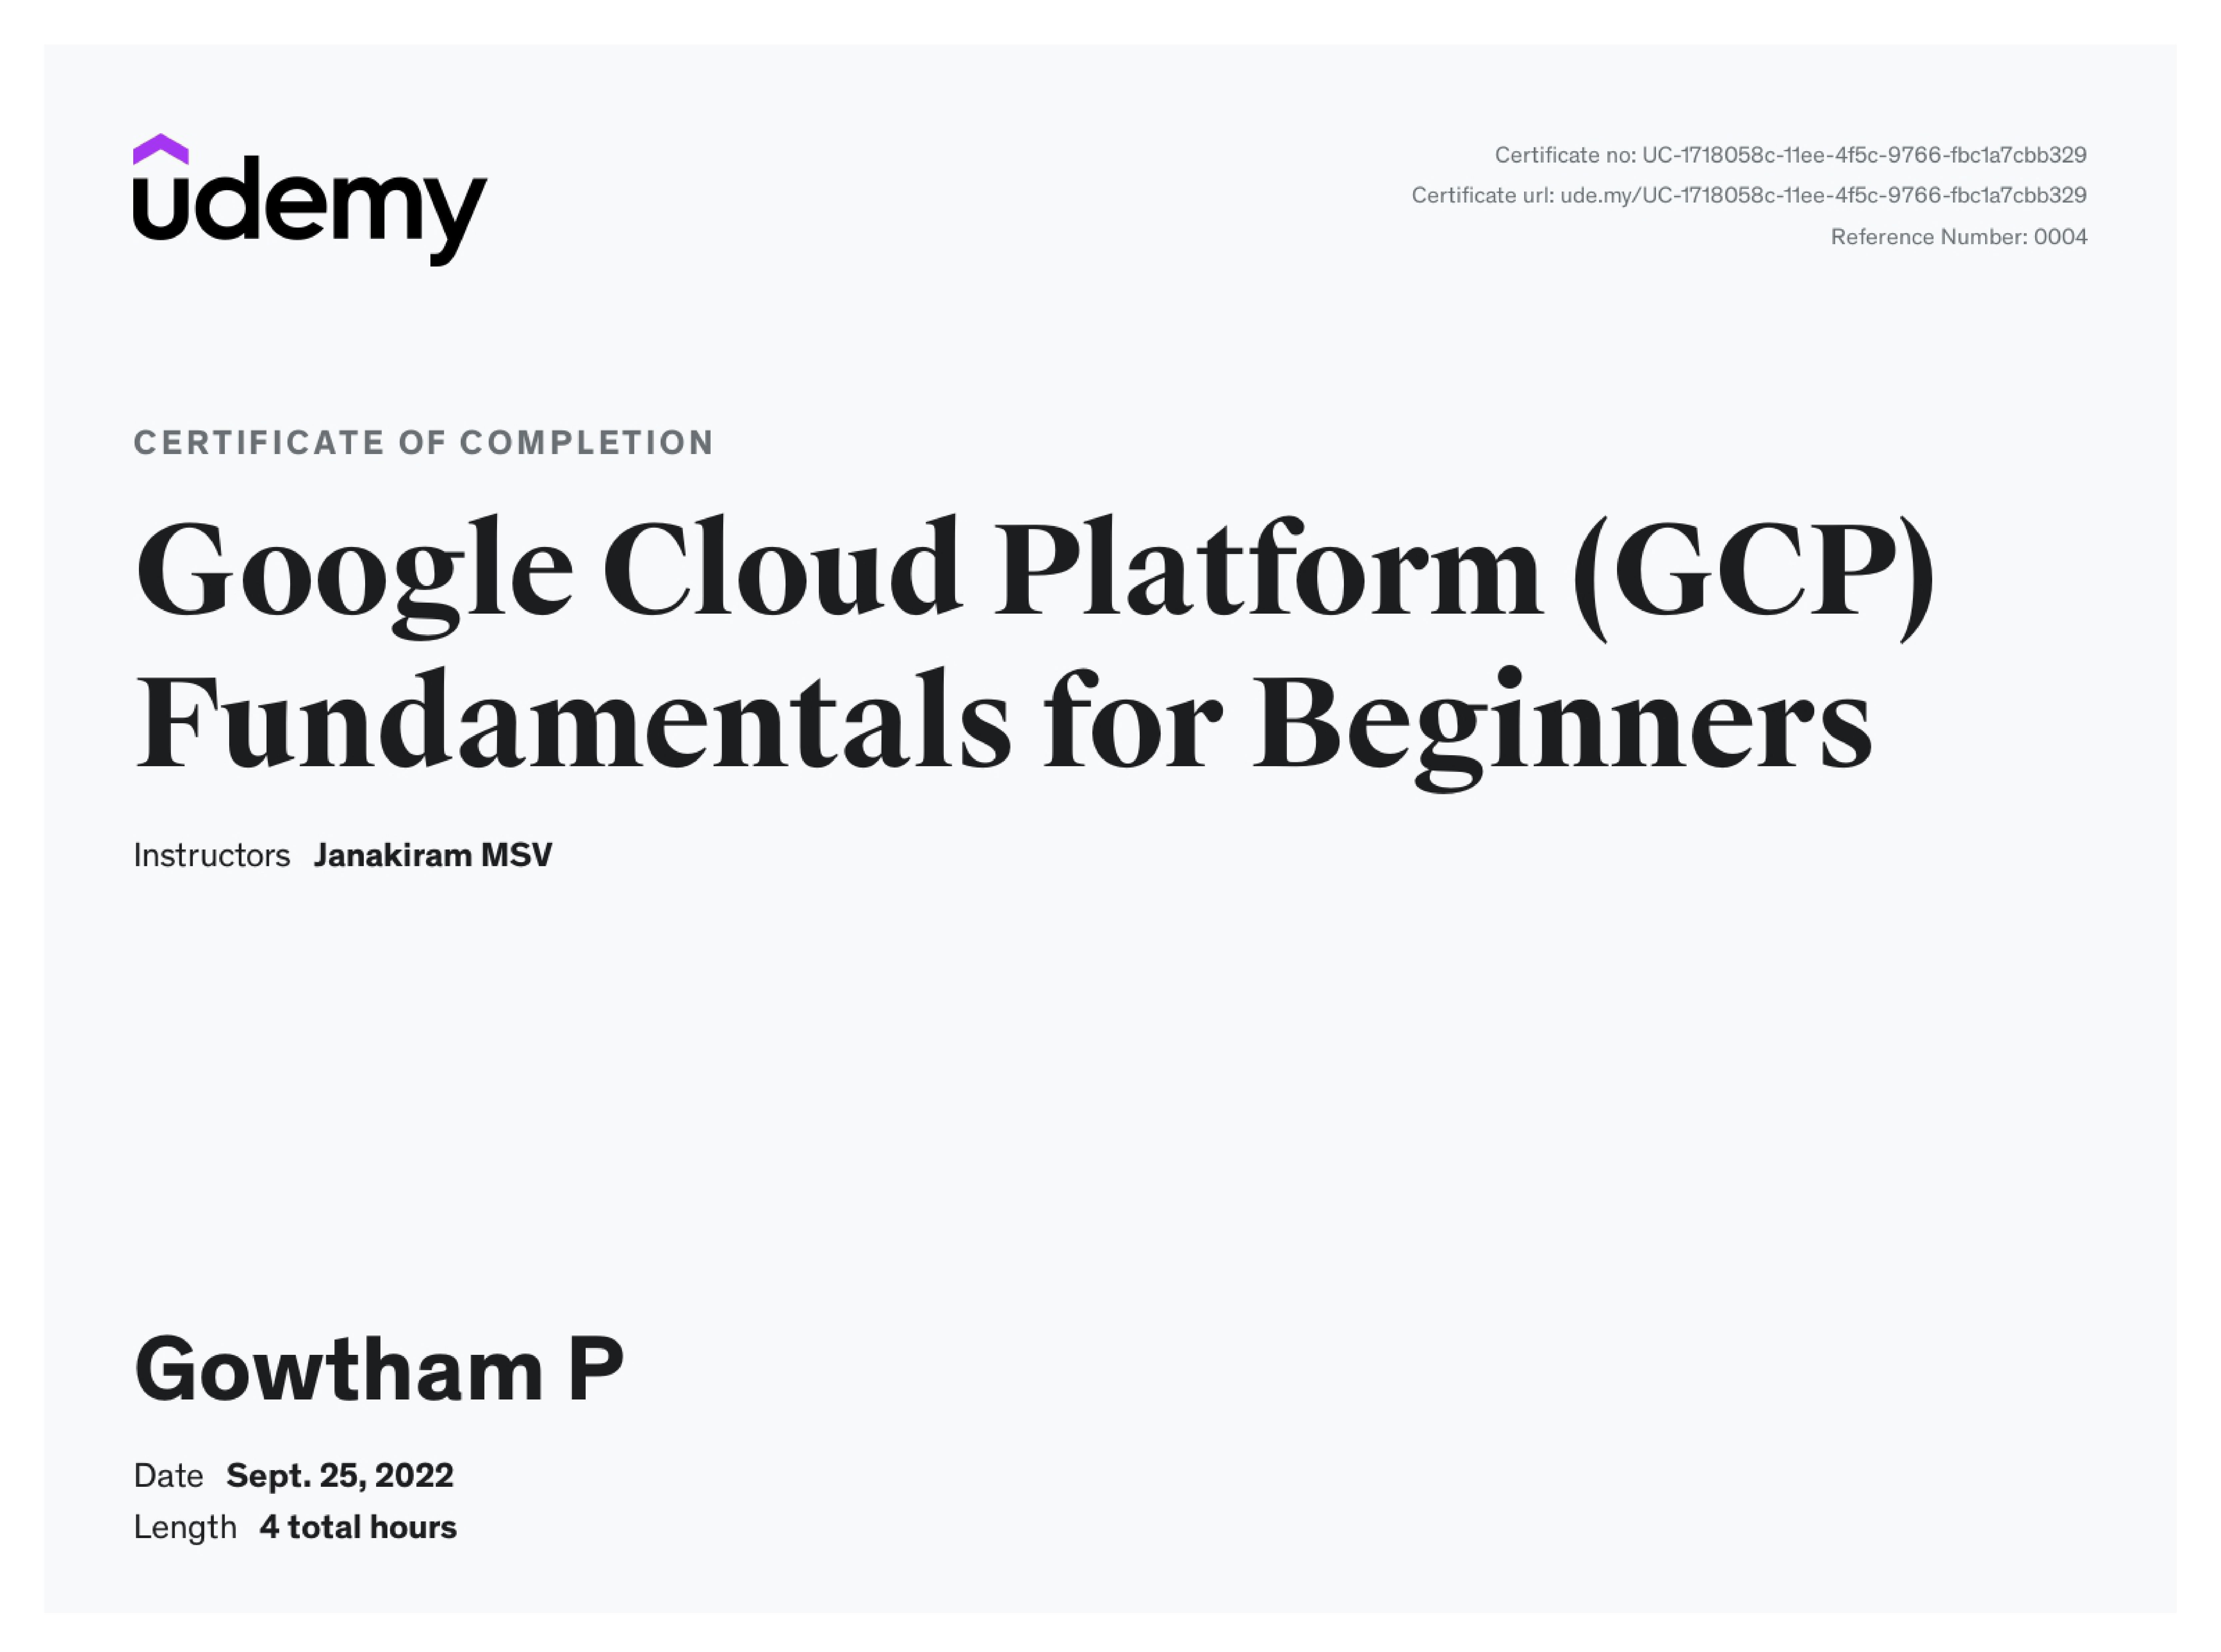 udemy
Certificate no: UC-1718058c-11ee-4f5c-9766-fbc1a7cbb329
Certificate url: ude.my/UC-1718058c-11ee-4f5c-9766-fbc1a7cbb329
Reference Number: 0004
CERTIFICATE OF COMPLETION
Google Cloud Platform (GCP)
Fundamentals for Beginners
Instructors Janakiram MSV
Gowtham P
Date Sept. 25, 2022
Length 4 total hours